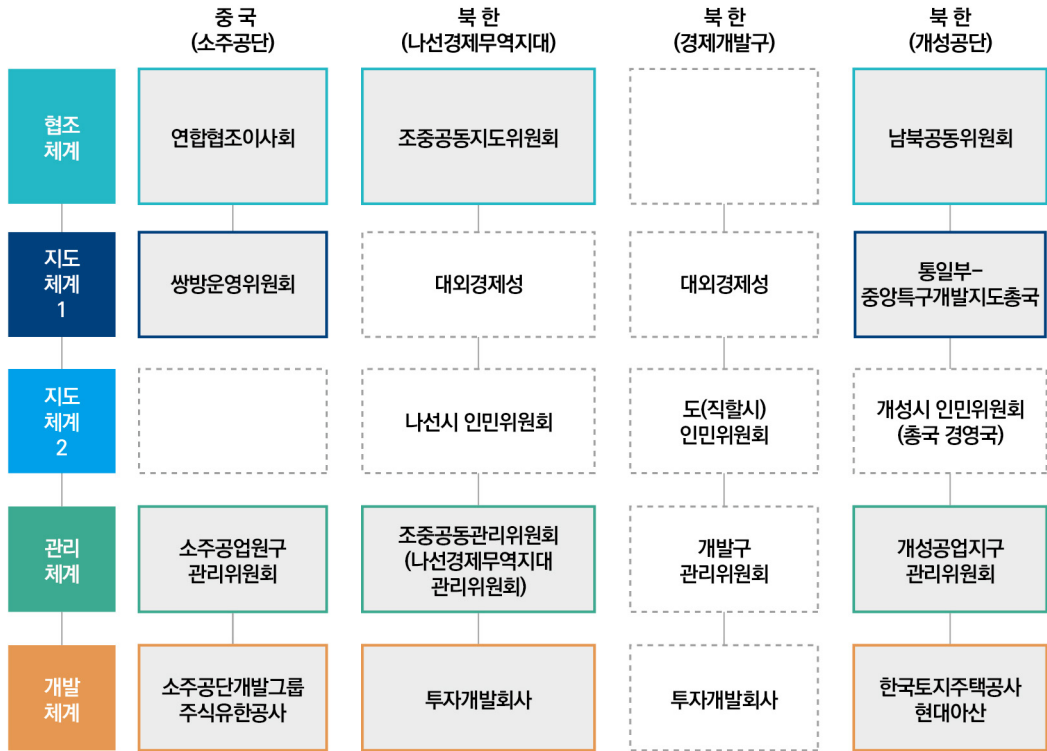 중 국
(소주공단)
북 한
(나선경제무역지대)
북 한
(경제개발구)
북 한
(개성공단)
협조
체계
연합협조이사회
조중공동지도위원회
남북공동위원회
지도
체계
1
쌍방운영위원회
대외경제성
대외경제성
통일부–
중앙특구개발지도총국
지도
체계
2
나선시 인민위원회
도(직할시)
인민위원회
개성시 인민위원회
(총국 경영국)
관리
체계
소주공업원구
관리위원회
조중공동관리위원회
(나선경제무역지대
관리위원회)
개발구
관리위원회
개성공업지구
관리위원회
개발
체계
소주공단개발그룹
주식유한공사
투자개발회사
투자개발회사
한국토지주택공사
현대아산